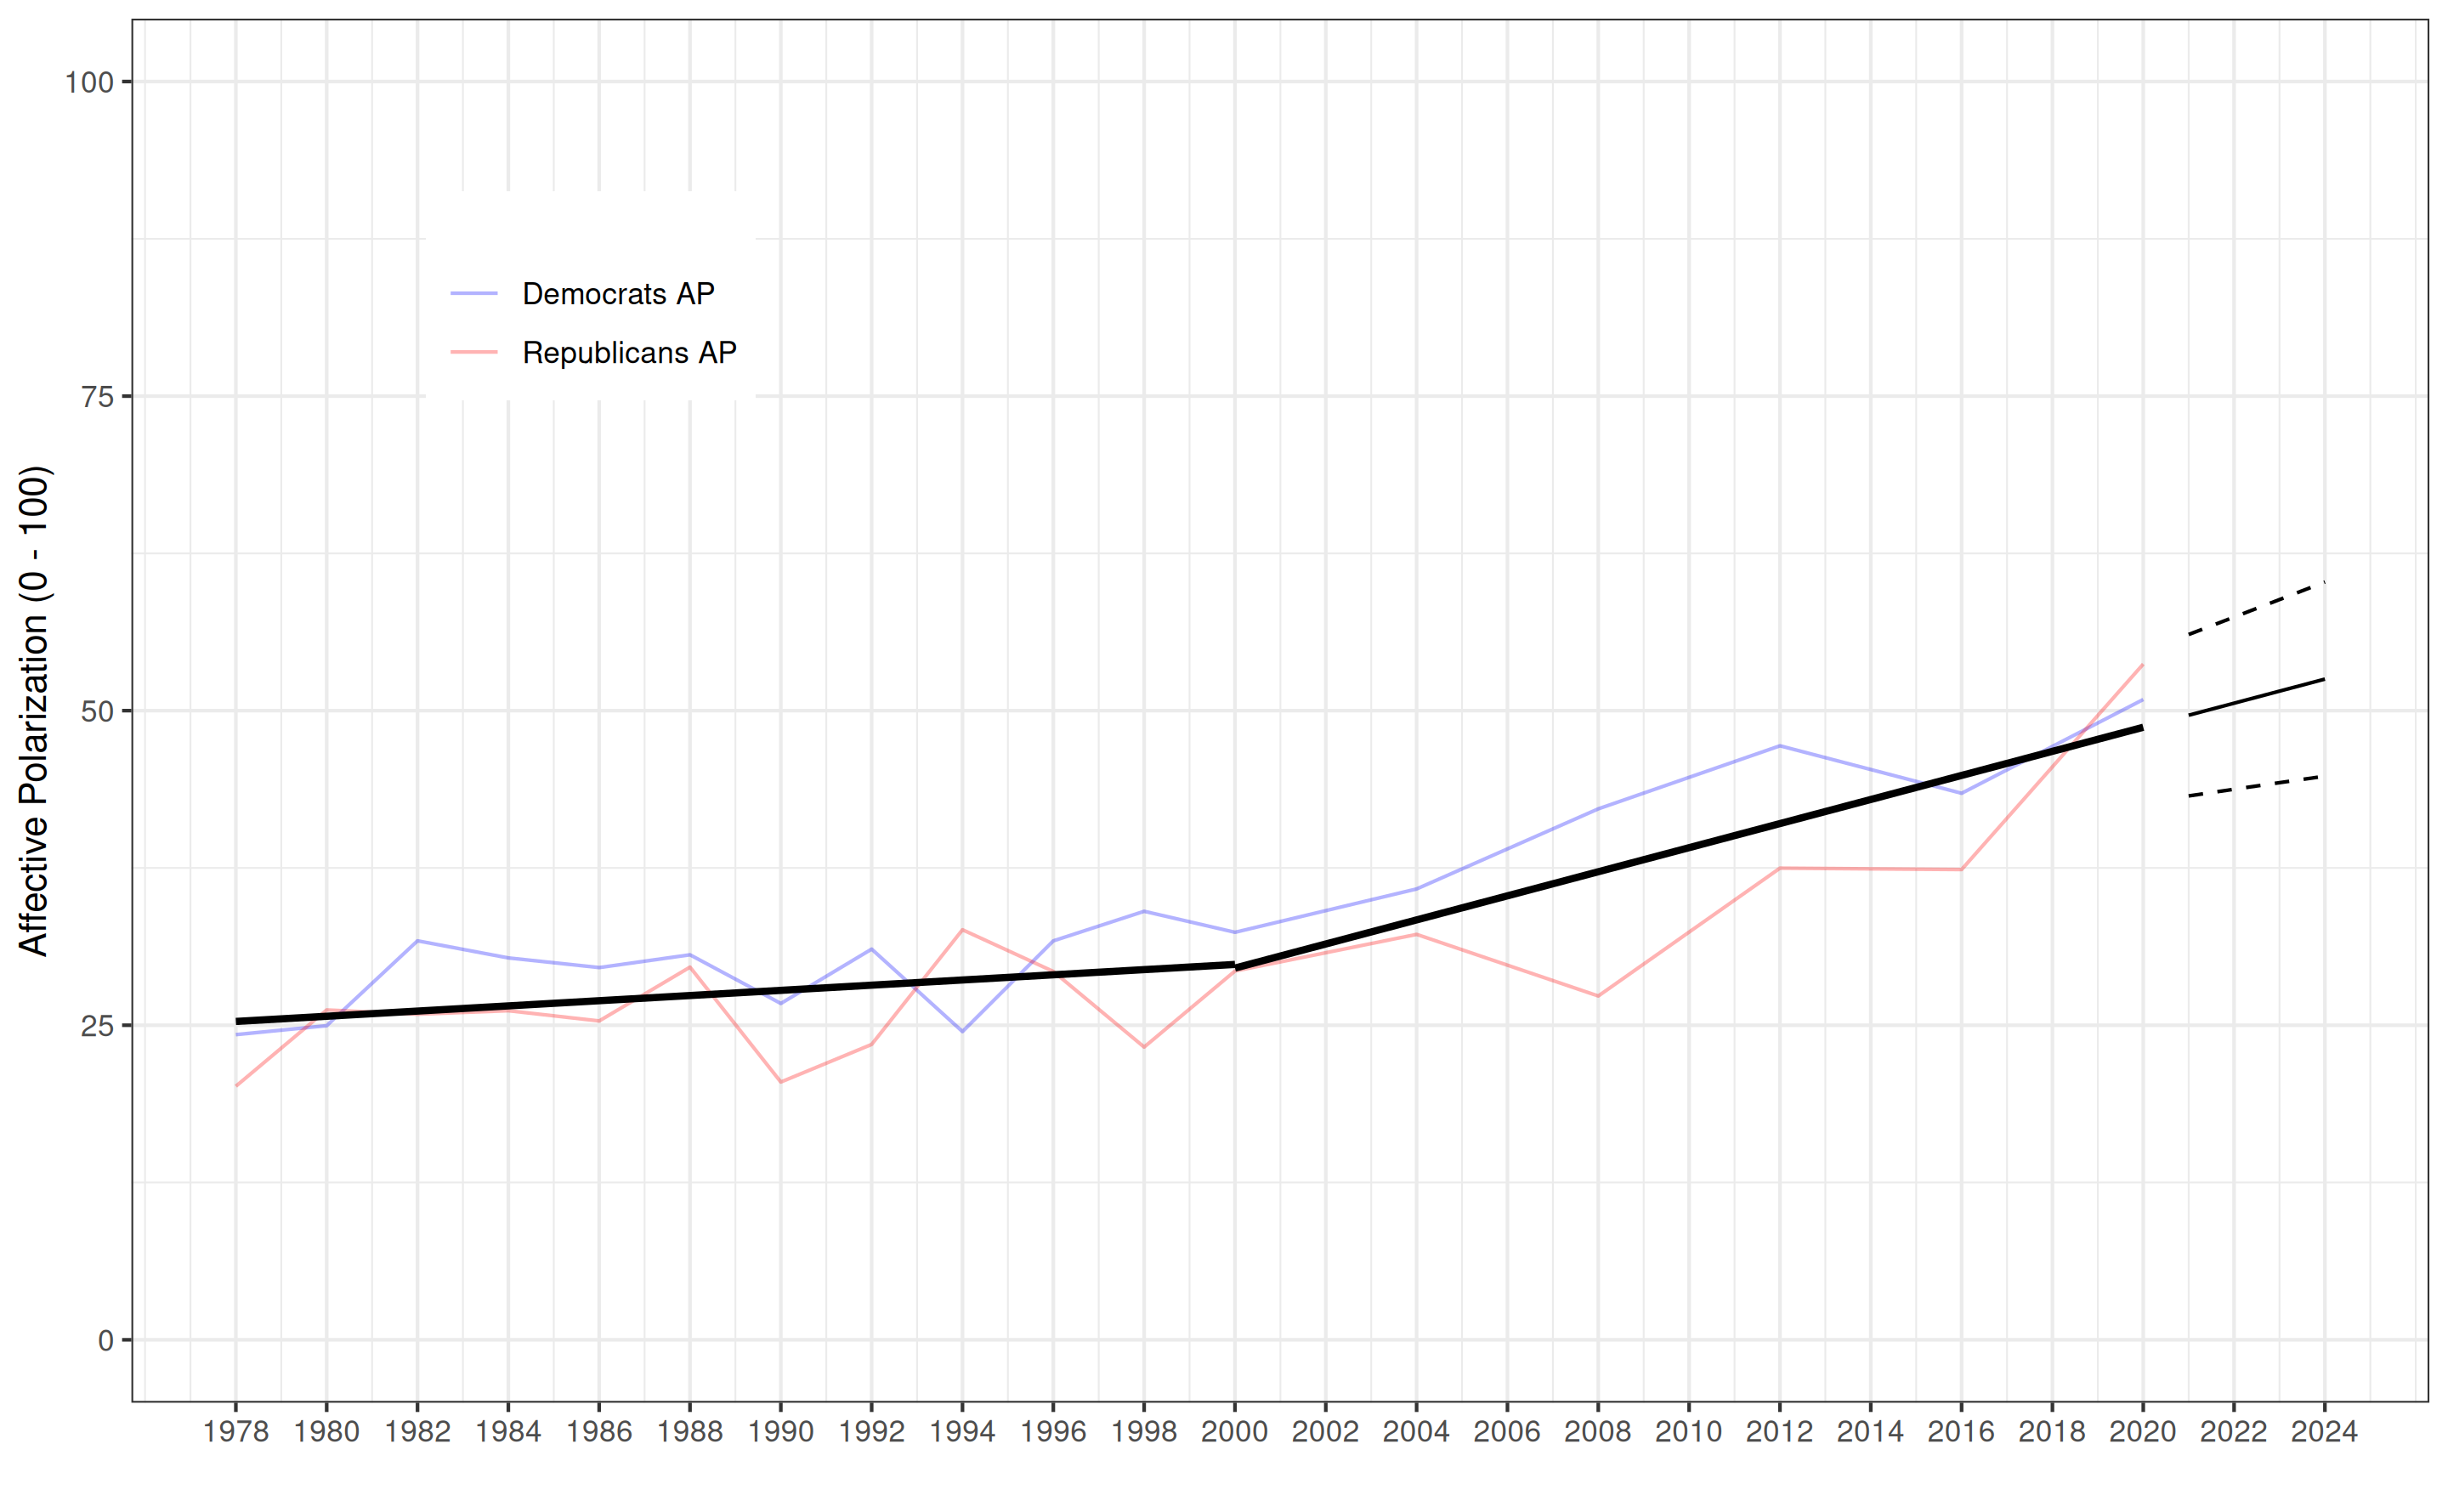 Affective Polarization (0 - 100)
100
75
50
25
0
Democrats AP
Republicans AP
1978 1980 1982 1984 1986 1988 1990 1992 1994 1996 1998 2000 2002 2004 2006 2008 2010 2012 2014 2016 2018 2020 2022 2024